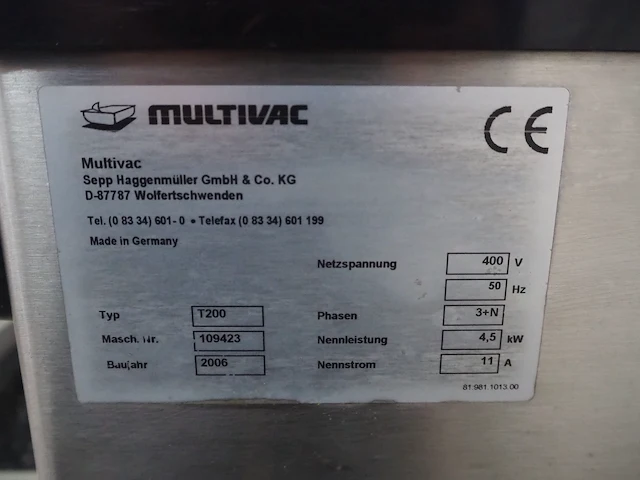 MULTIVAC
CE
Multivac
Sepp Haggenmüller GmbH & Co. KG
D-87787 Wolfertschwenden
Tel. (0 83 34) 601-0 • Telefax (0 83 34) 601 199
Made in Germany
Netzspannung 400 V
50 Hz
Typ T200 Phasen 3+N
Masch. Nr. 109423 Nennleistung 4,5 kW
Baujahr 2006 Nennstrom 11 A
81.981.1013.00